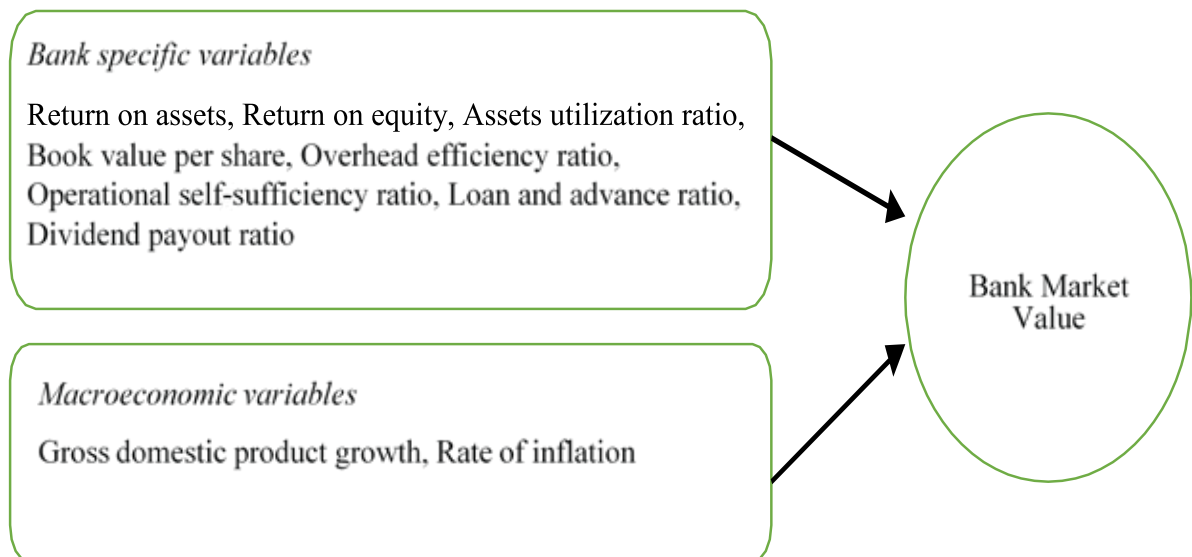 Bank specific variables
Return on assets, Return on equity, Assets utilization ratio,
Book value per share, Overhead efficiency ratio,
Operational self-sufficiency ratio, Loan and advance ratio,
Dividend payout ratio
Macroeconomic variables
Gross domestic product growth, Rate of inflation
Bank Market
Value